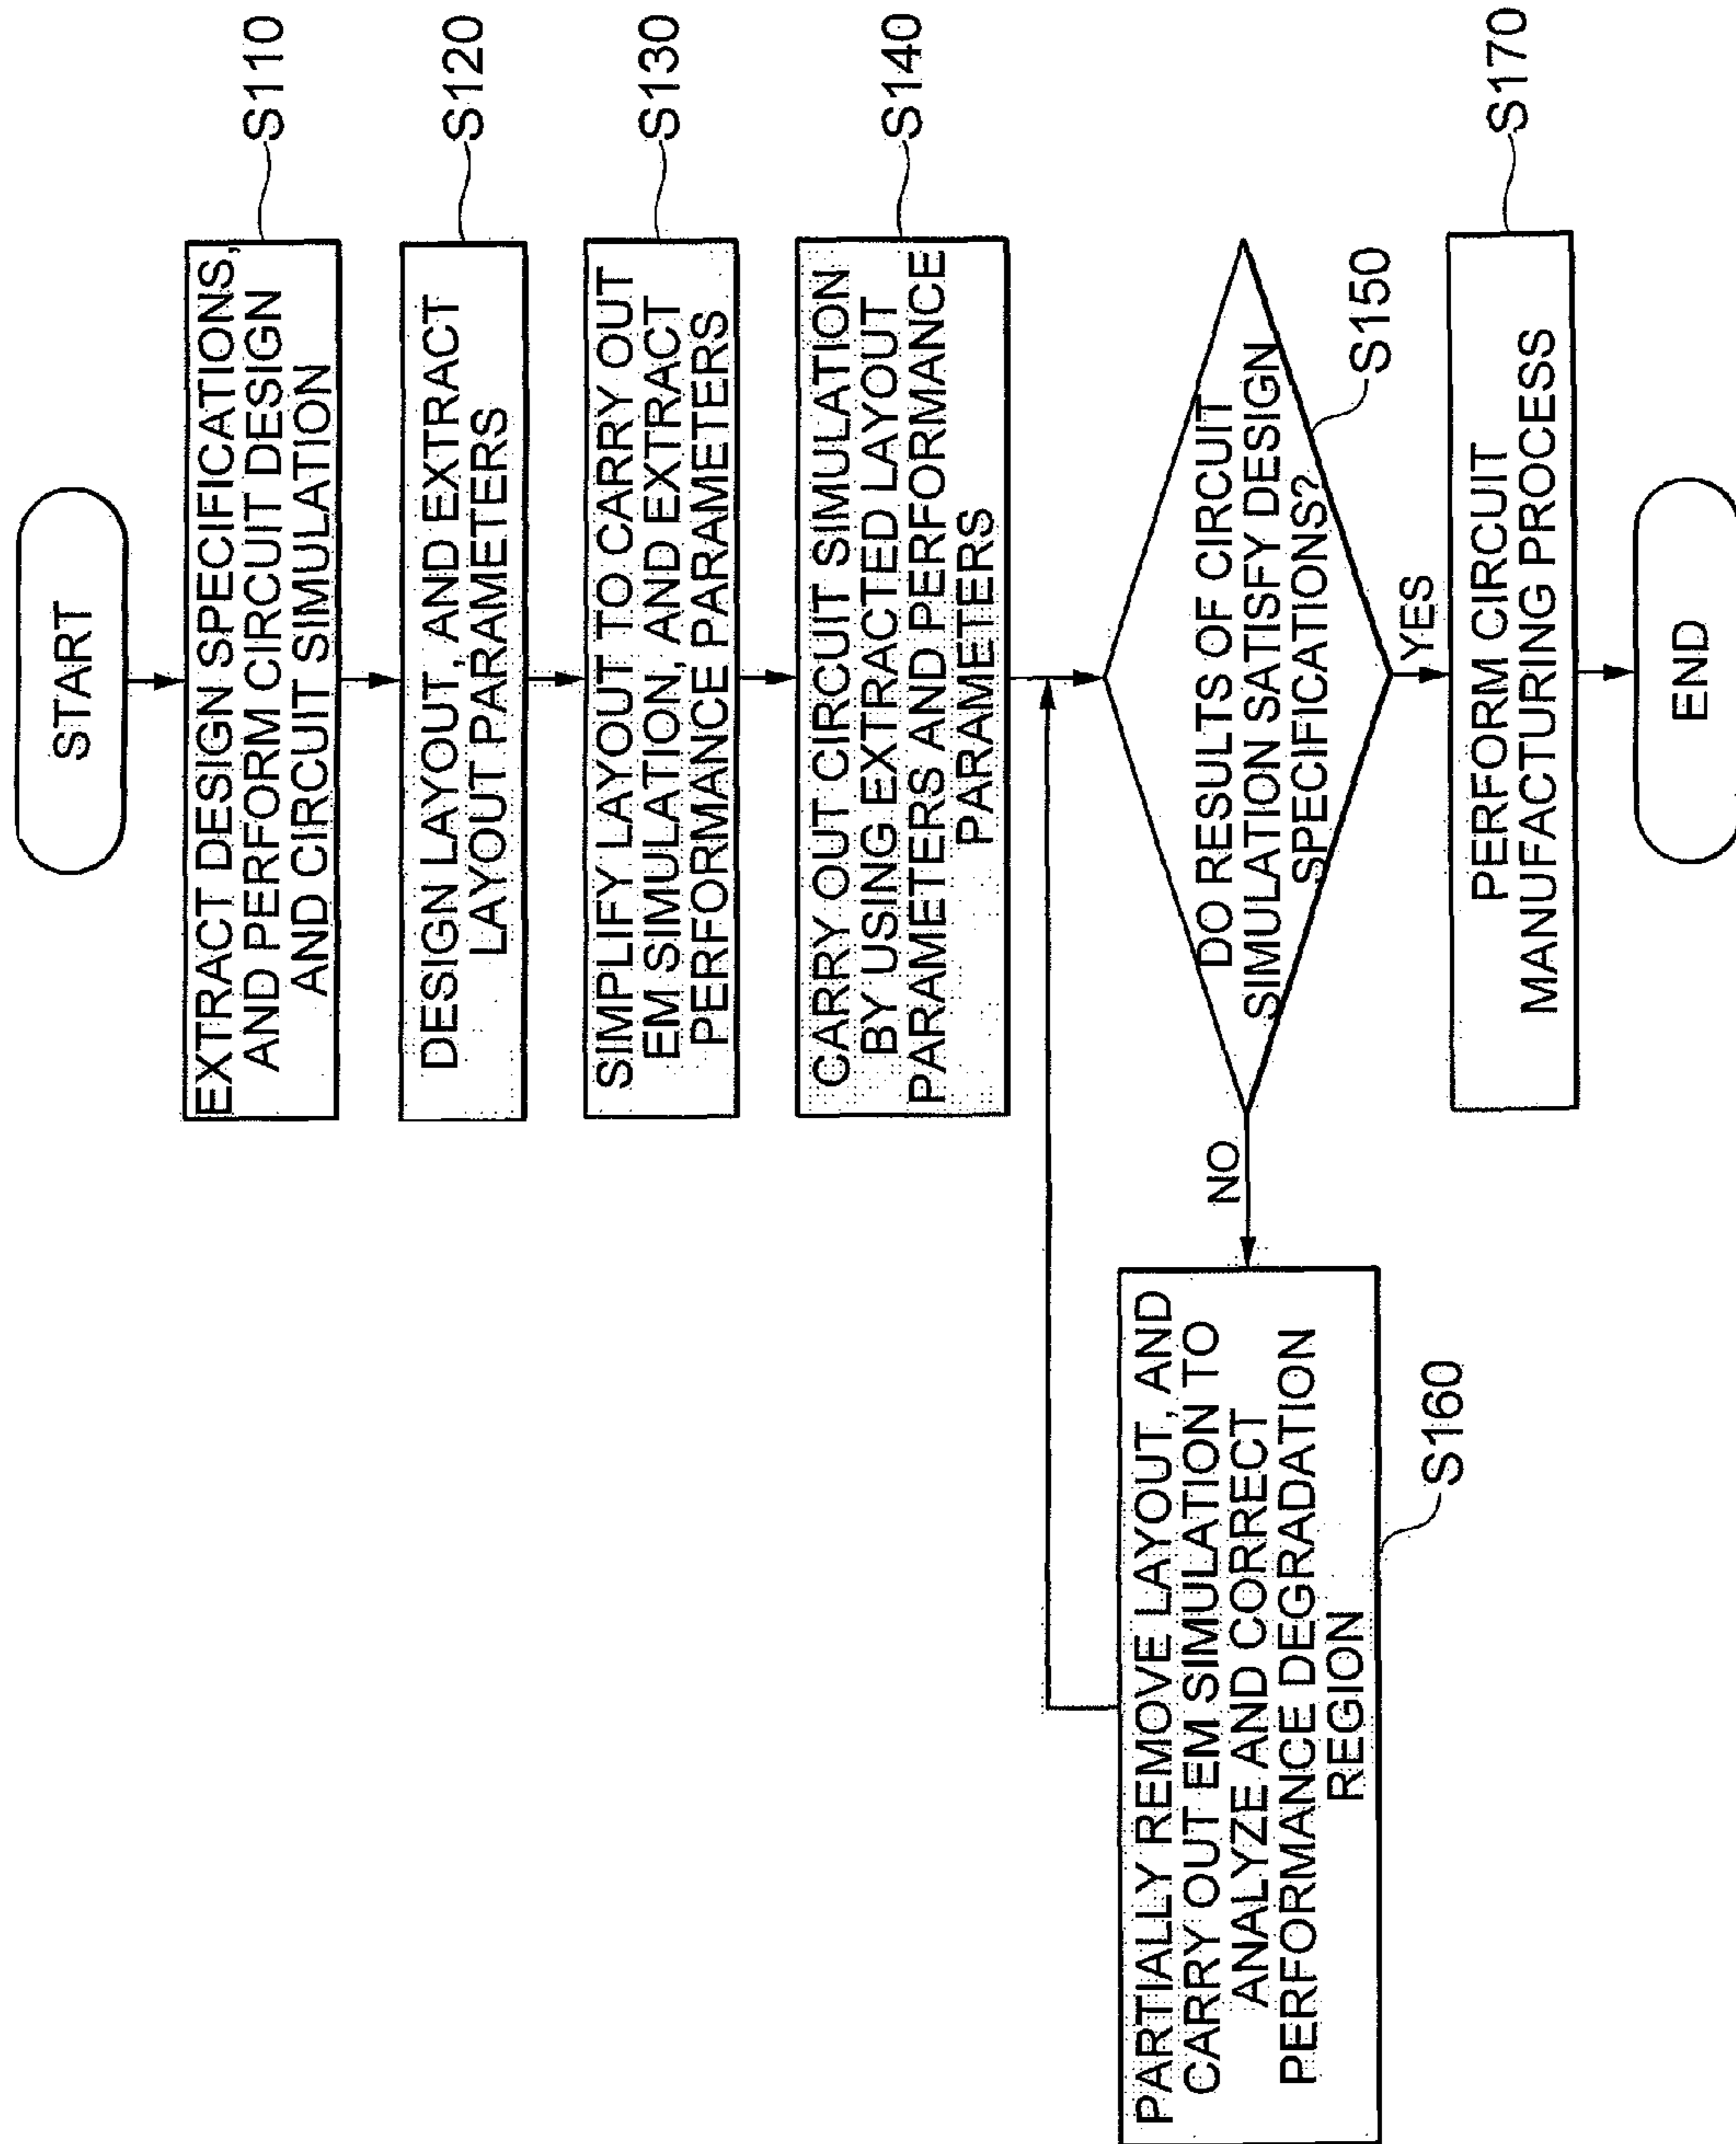 START
EXTRACT DESIGN SPECIFICATIONS,
AND PERFORM CIRCUIT DESIGN
AND CIRCUIT SIMULATION
S110
DESIGN LAYOUT, AND EXTRACT
LAYOUT PARAMETERS
S120
SIMPLIFY LAYOUT TO CARRY OUT
EM SIMULATION, AND EXTRACT
PERFORMANCE PARAMETERS
S130
CARRY OUT CIRCUIT SIMULATION
BY USING EXTRACTED LAYOUT
PARAMETERS AND PERFORMANCE
PARAMETERS
S140
DO RESULTS OF CIRCUIT
SIMULATION SATISFY DESIGN
SPECIFICATIONS?
S150
NO
PARTIALLY REMOVE LAYOUT, AND
CARRY OUT EM SIMULATION TO
ANALYZE AND CORRECT
PERFORMANCE DEGRADATION
REGION
S160
YES
PERFORM CIRCUIT
MANUFACTURING PROCESS
S170
END